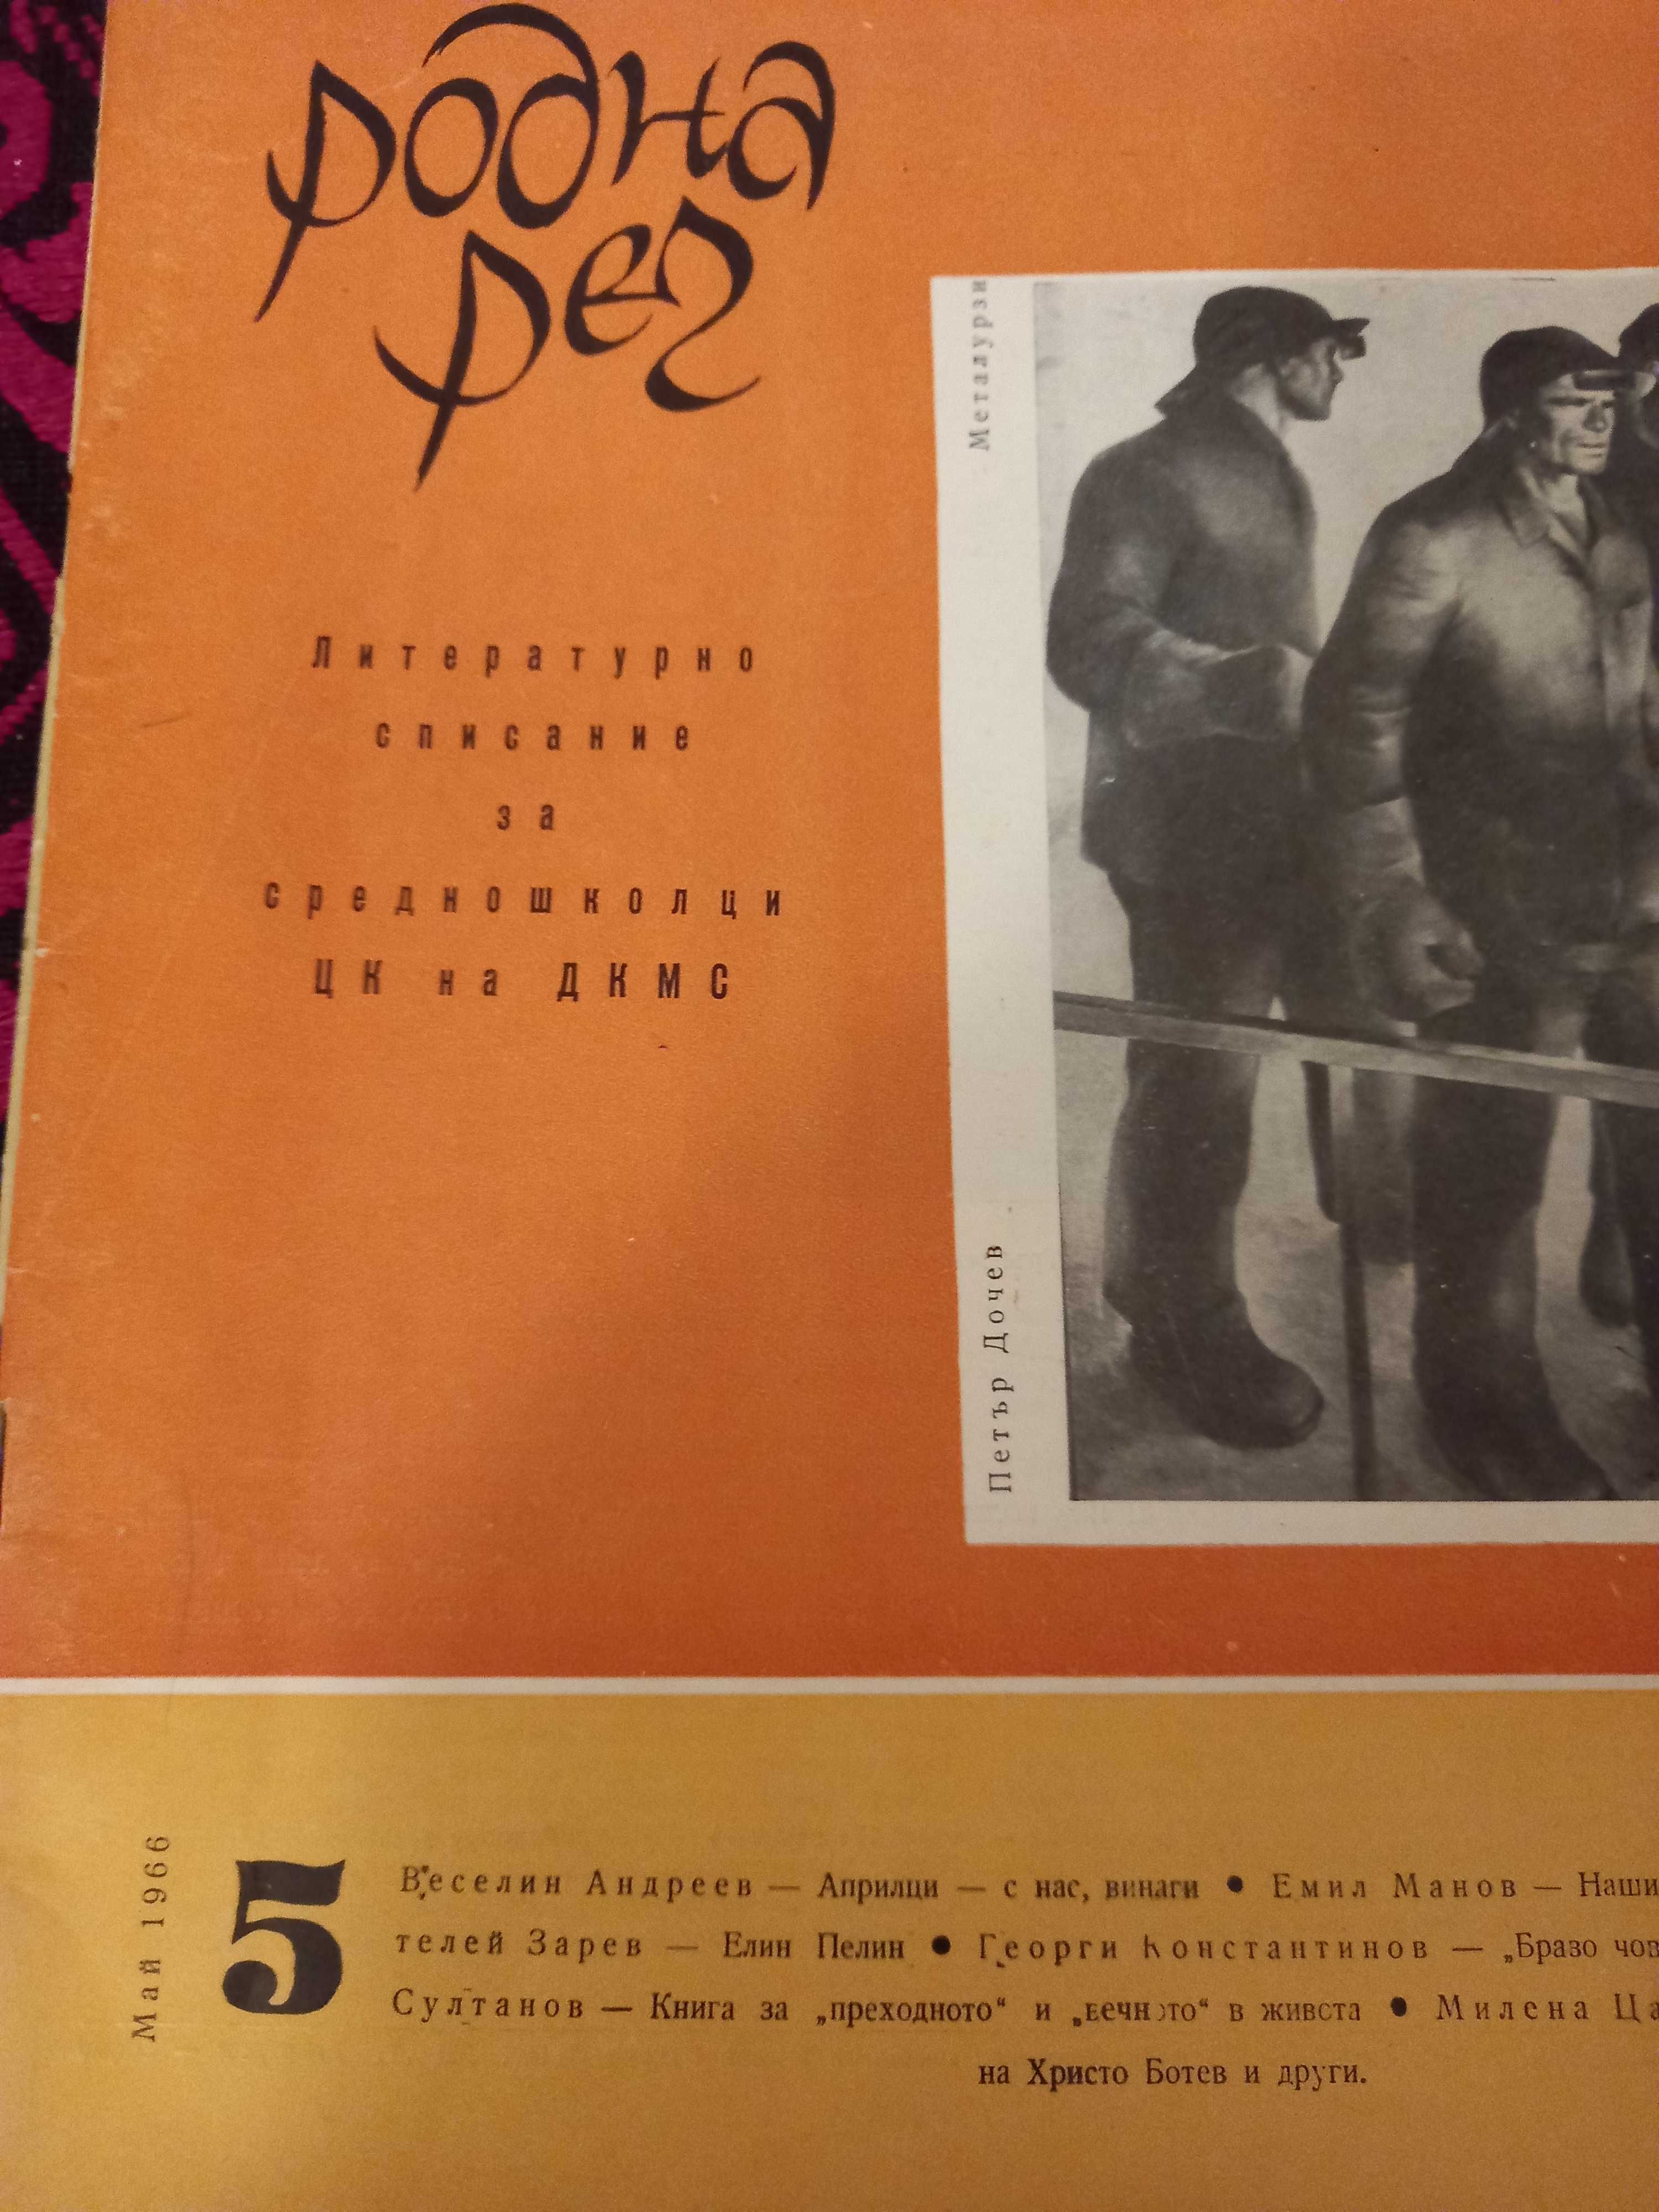 родна
реч
Литературно
списание
за
средношколци
ЦК на ДКМС
Металурзи
Петър Дочев
Май 1966
5
Веселин Андреев — Априлци — с нас, винаги ● Емил Манов — Наши
телей Зарев — Елин Пелин ● Георги Константинов — „Бразо чов
Султанов — Книга за „преходното“ и „вечното“ в живста ● Милена Ца
на Христо Ботев и други.